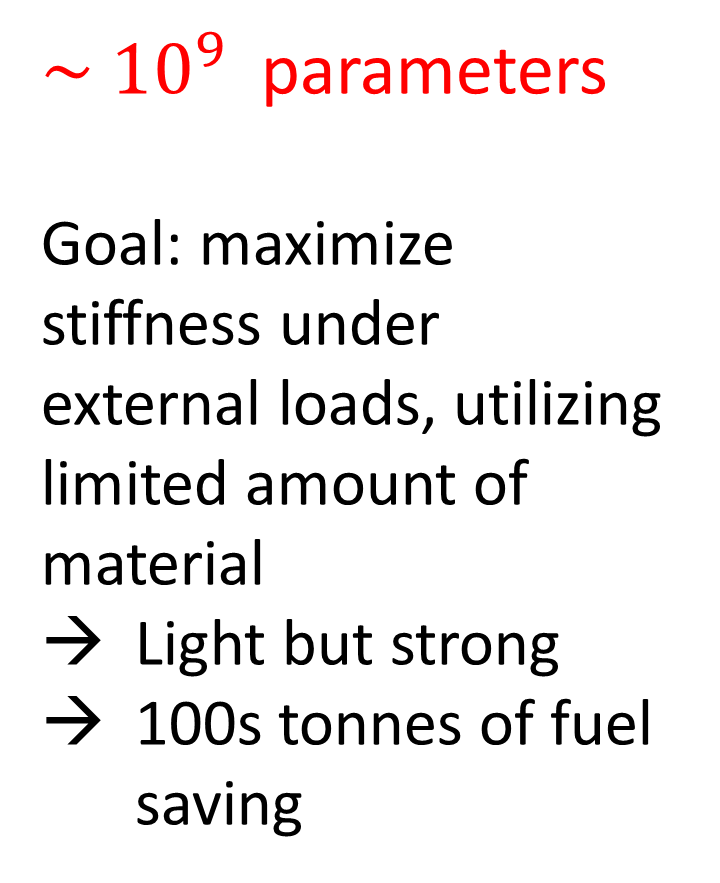 ~ 10⁹ parameters
Goal: maximize
stiffness under
external loads, utilizing
limited amount of
material
→ Light but strong
→ 100s tonnes of fuel
saving